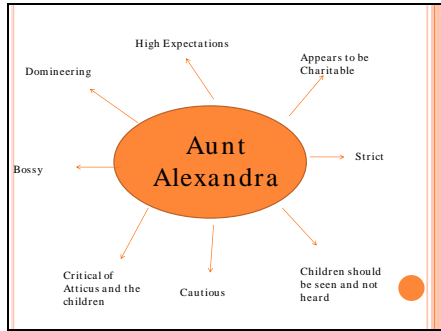 High Expectations
Appears to be
Charitable
Domineering
Aunt
Alexandra
Strict
Bossy
Critical of
Atticus and the
children
Cautious
Children should
be seen and not
heard